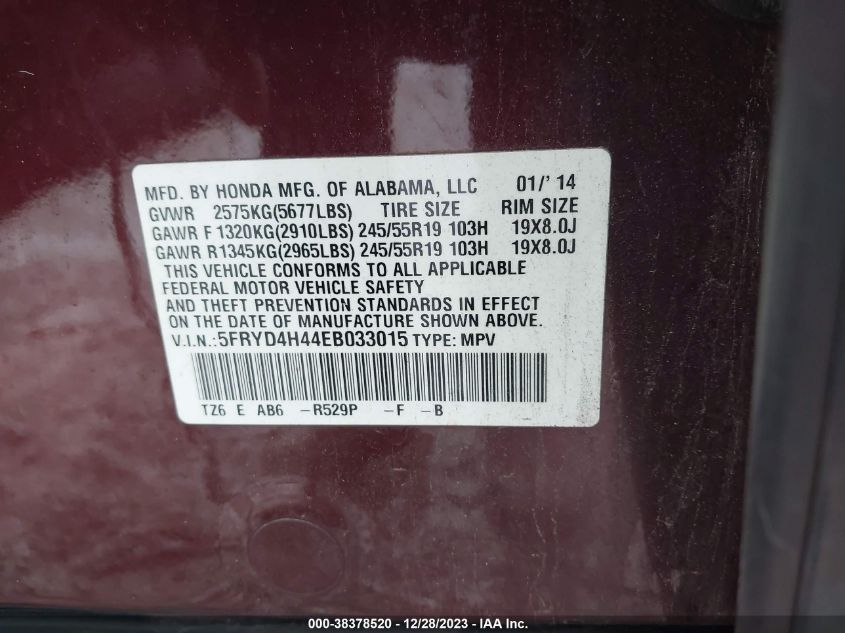 MFD. BY HONDA MFG. OF ALABAMA, LLC 01/' 14
GVWR 2575KG(5677LBS) TIRE SIZE RIM SIZE
GAWR F 1320KG(2910LBS) 245/55R19 103H 19X8.0J
GAWR R1345KG(2965LBS) 245/55R19 103H 19X8.0J
THIS VEHICLE CONFORMS TO ALL APPLICABLE
FEDERAL MOTOR VEHICLE SAFETY
AND THEFT PREVENTION STANDARDS IN EFFECT
ON THE DATE OF MANUFACTURE SHOWN ABOVE.
V.I.N.:5FRYD4H44EB033015 TYPE: MPV
TZ6 E AB6 -R529P -F -B
000-38378520 - 12/28/2023 - IAA Inc.